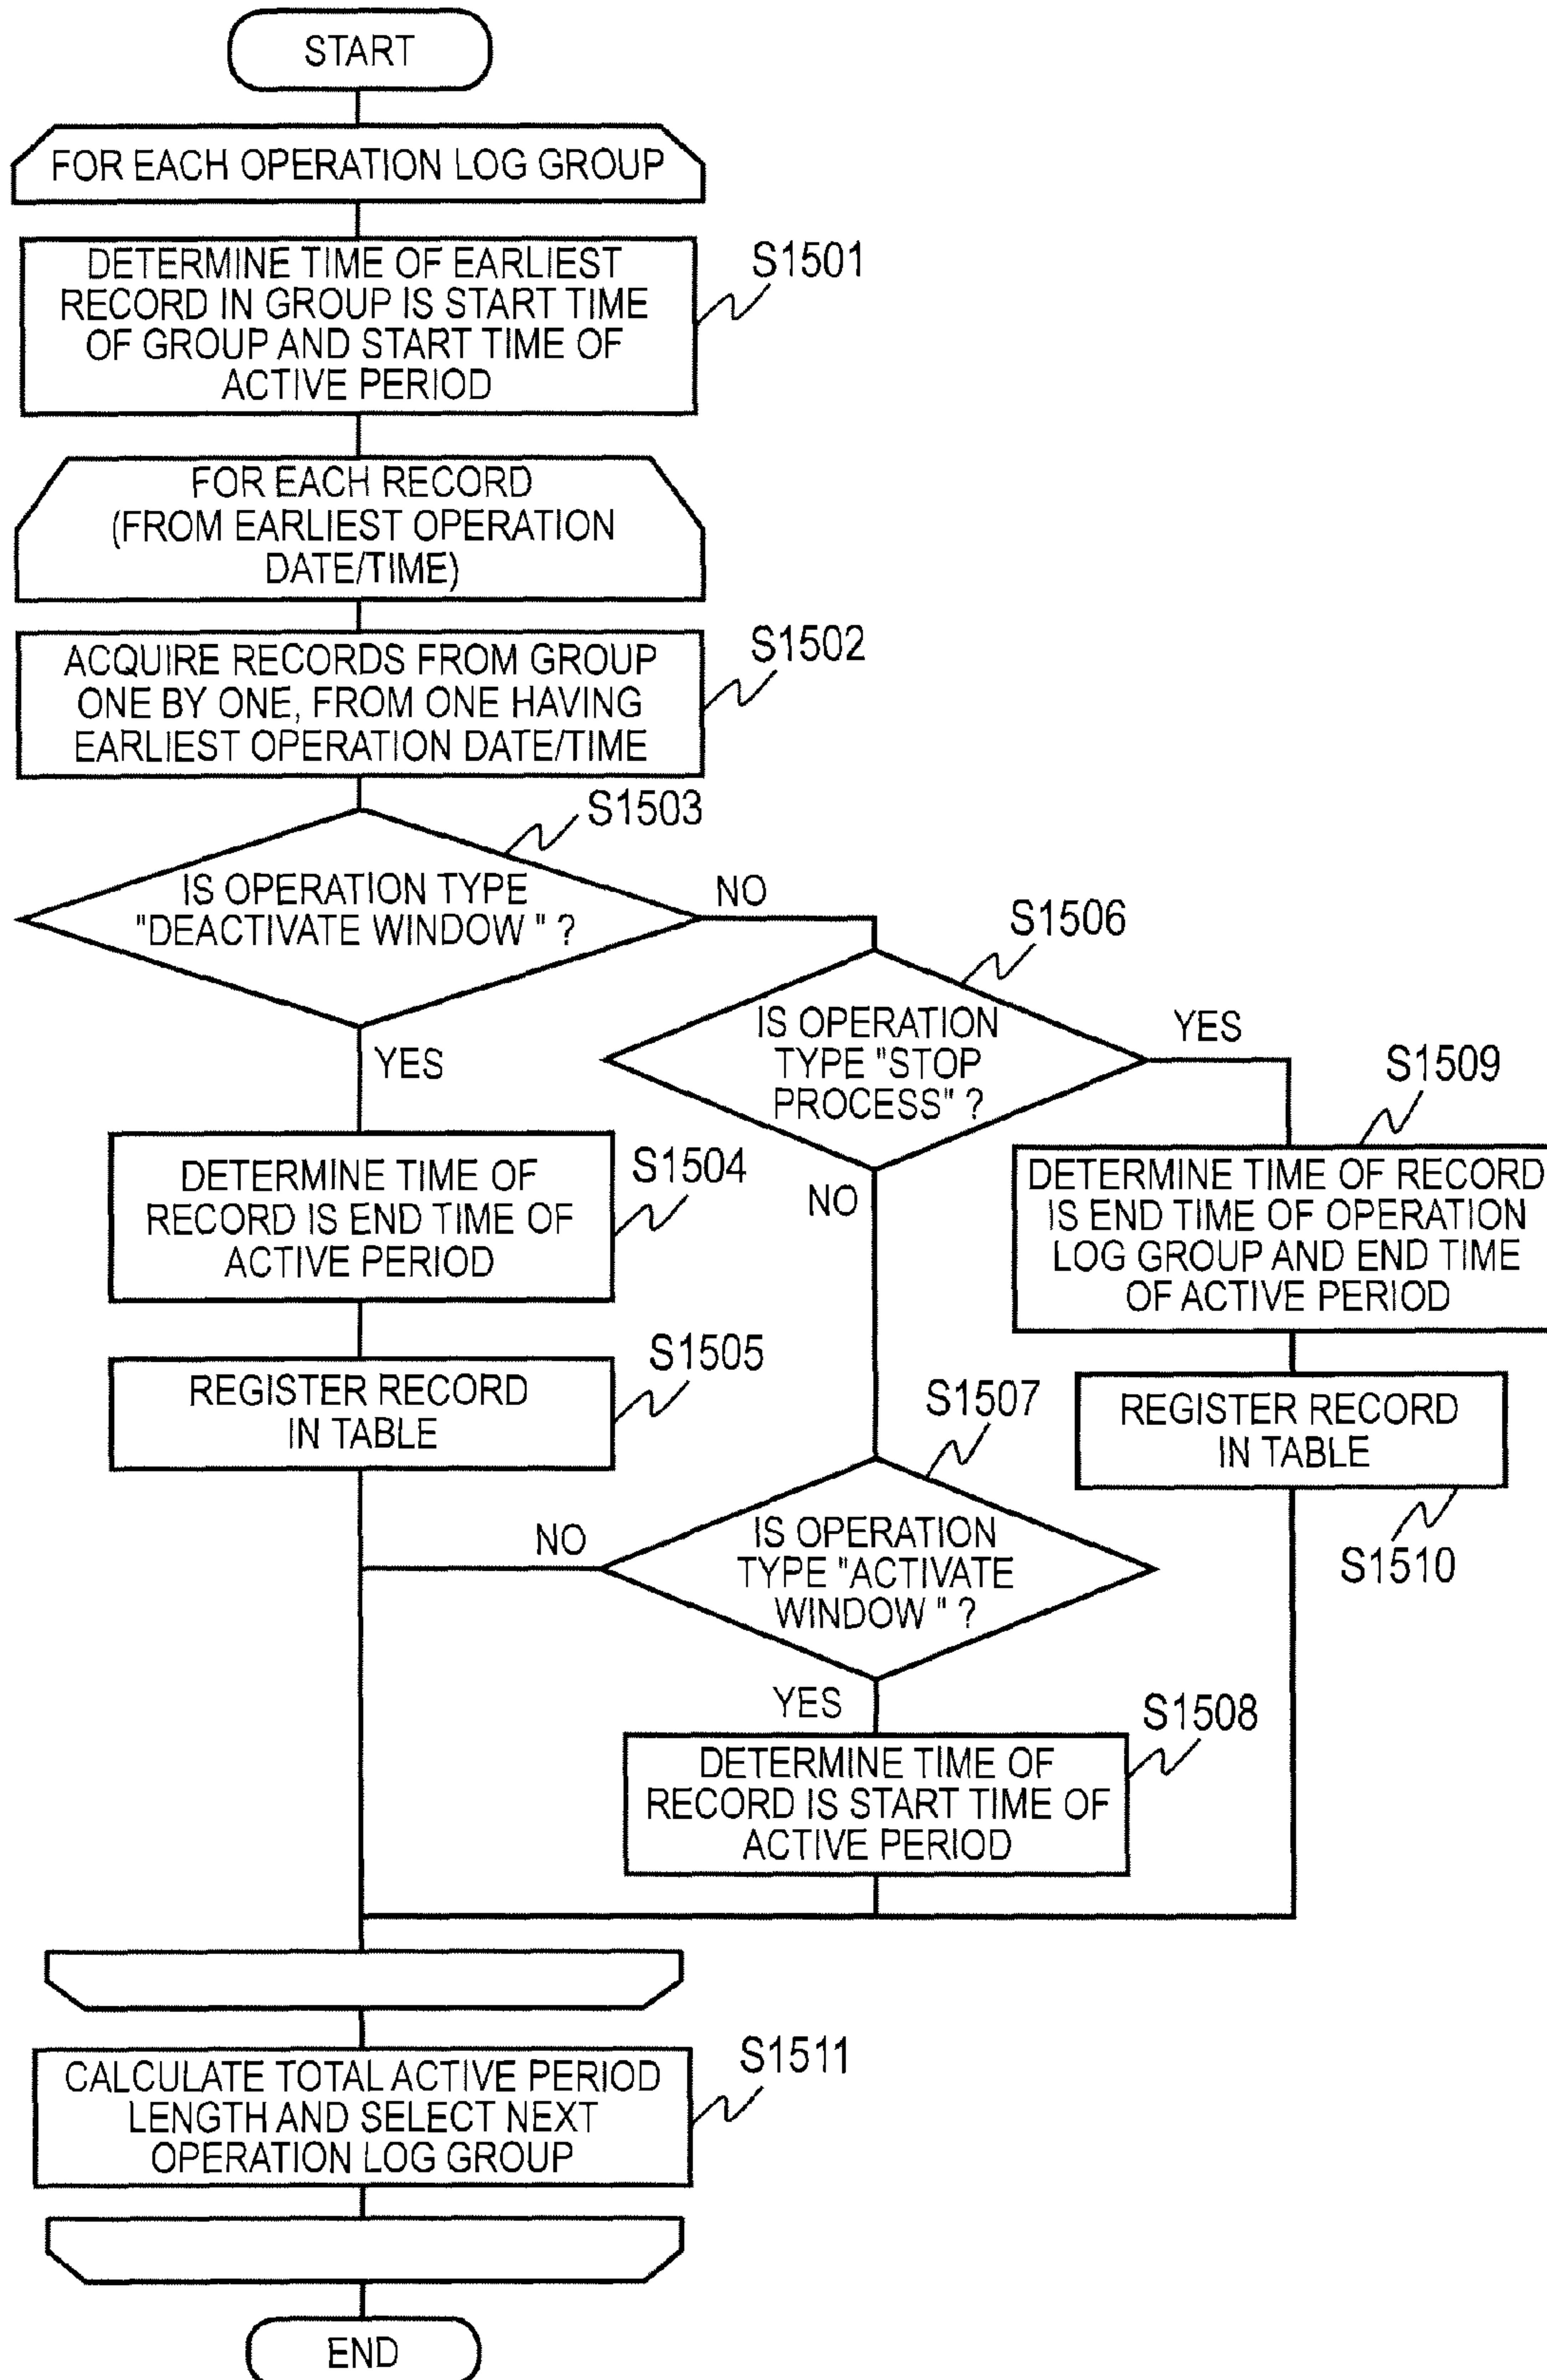 START
FOR EACH OPERATION LOG GROUP
DETERMINE TIME OF EARLIEST
RECORD IN GROUP IS START TIME
OF GROUP AND START TIME OF
ACTIVE PERIOD
S1501
FOR EACH RECORD
(FROM EARLIEST OPERATION
DATE/TIME)
ACQUIRE RECORDS FROM GROUP
ONE BY ONE, FROM ONE HAVING
EARLIEST OPERATION DATE/TIME
S1502
S1503
IS OPERATION TYPE
"DEACTIVATE WINDOW " ?
NO
YES
S1506
IS OPERATION
TYPE "STOP
PROCESS" ?
YES
NO
S1504
DETERMINE TIME OF
RECORD IS END TIME OF
ACTIVE PERIOD
S1509
DETERMINE TIME OF RECORD
IS END TIME OF OPERATION
LOG GROUP AND END TIME
OF ACTIVE PERIOD
S1505
REGISTER RECORD
IN TABLE
REGISTER RECORD
IN TABLE
S1510
S1507
IS OPERATION
TYPE "ACTIVATE
WINDOW " ?
NO
YES
S1508
DETERMINE TIME OF
RECORD IS START TIME OF
ACTIVE PERIOD
CALCULATE TOTAL ACTIVE PERIOD
LENGTH AND SELECT NEXT
OPERATION LOG GROUP
S1511
END